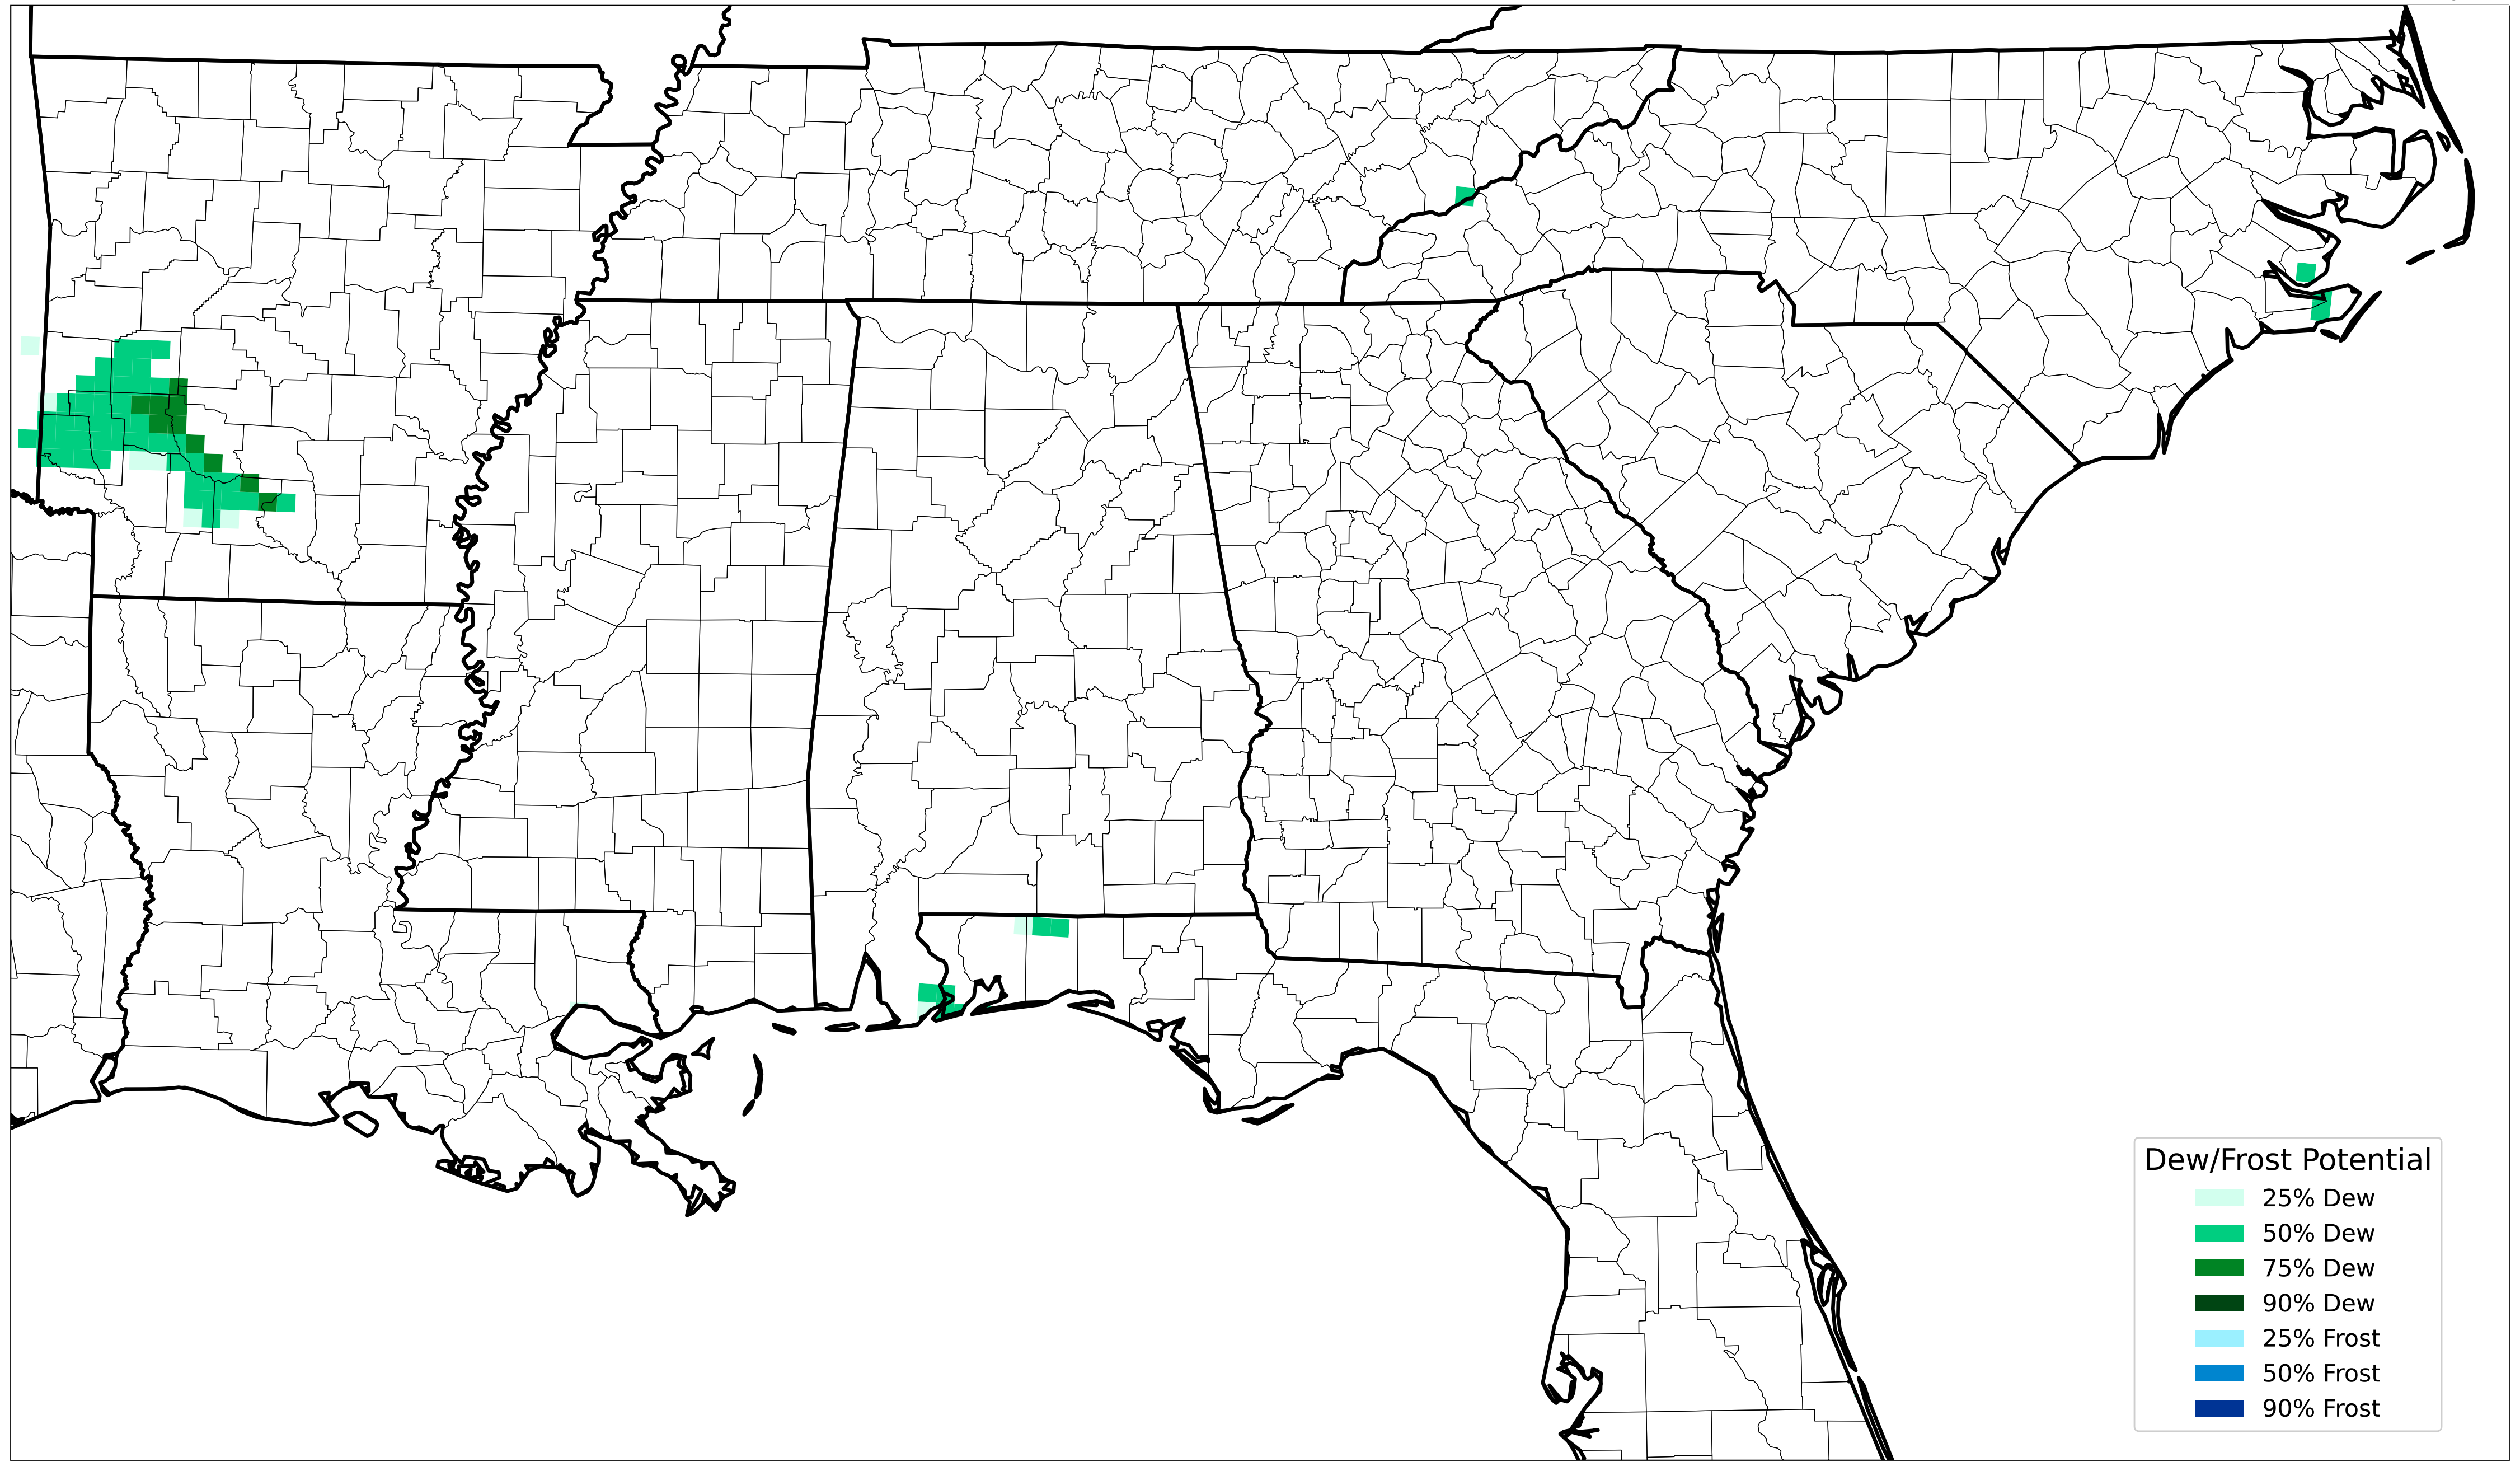 Dew/Frost Potential
25% Dew
50% Dew
75% Dew
90% Dew
25% Frost
50% Frost
90% Frost